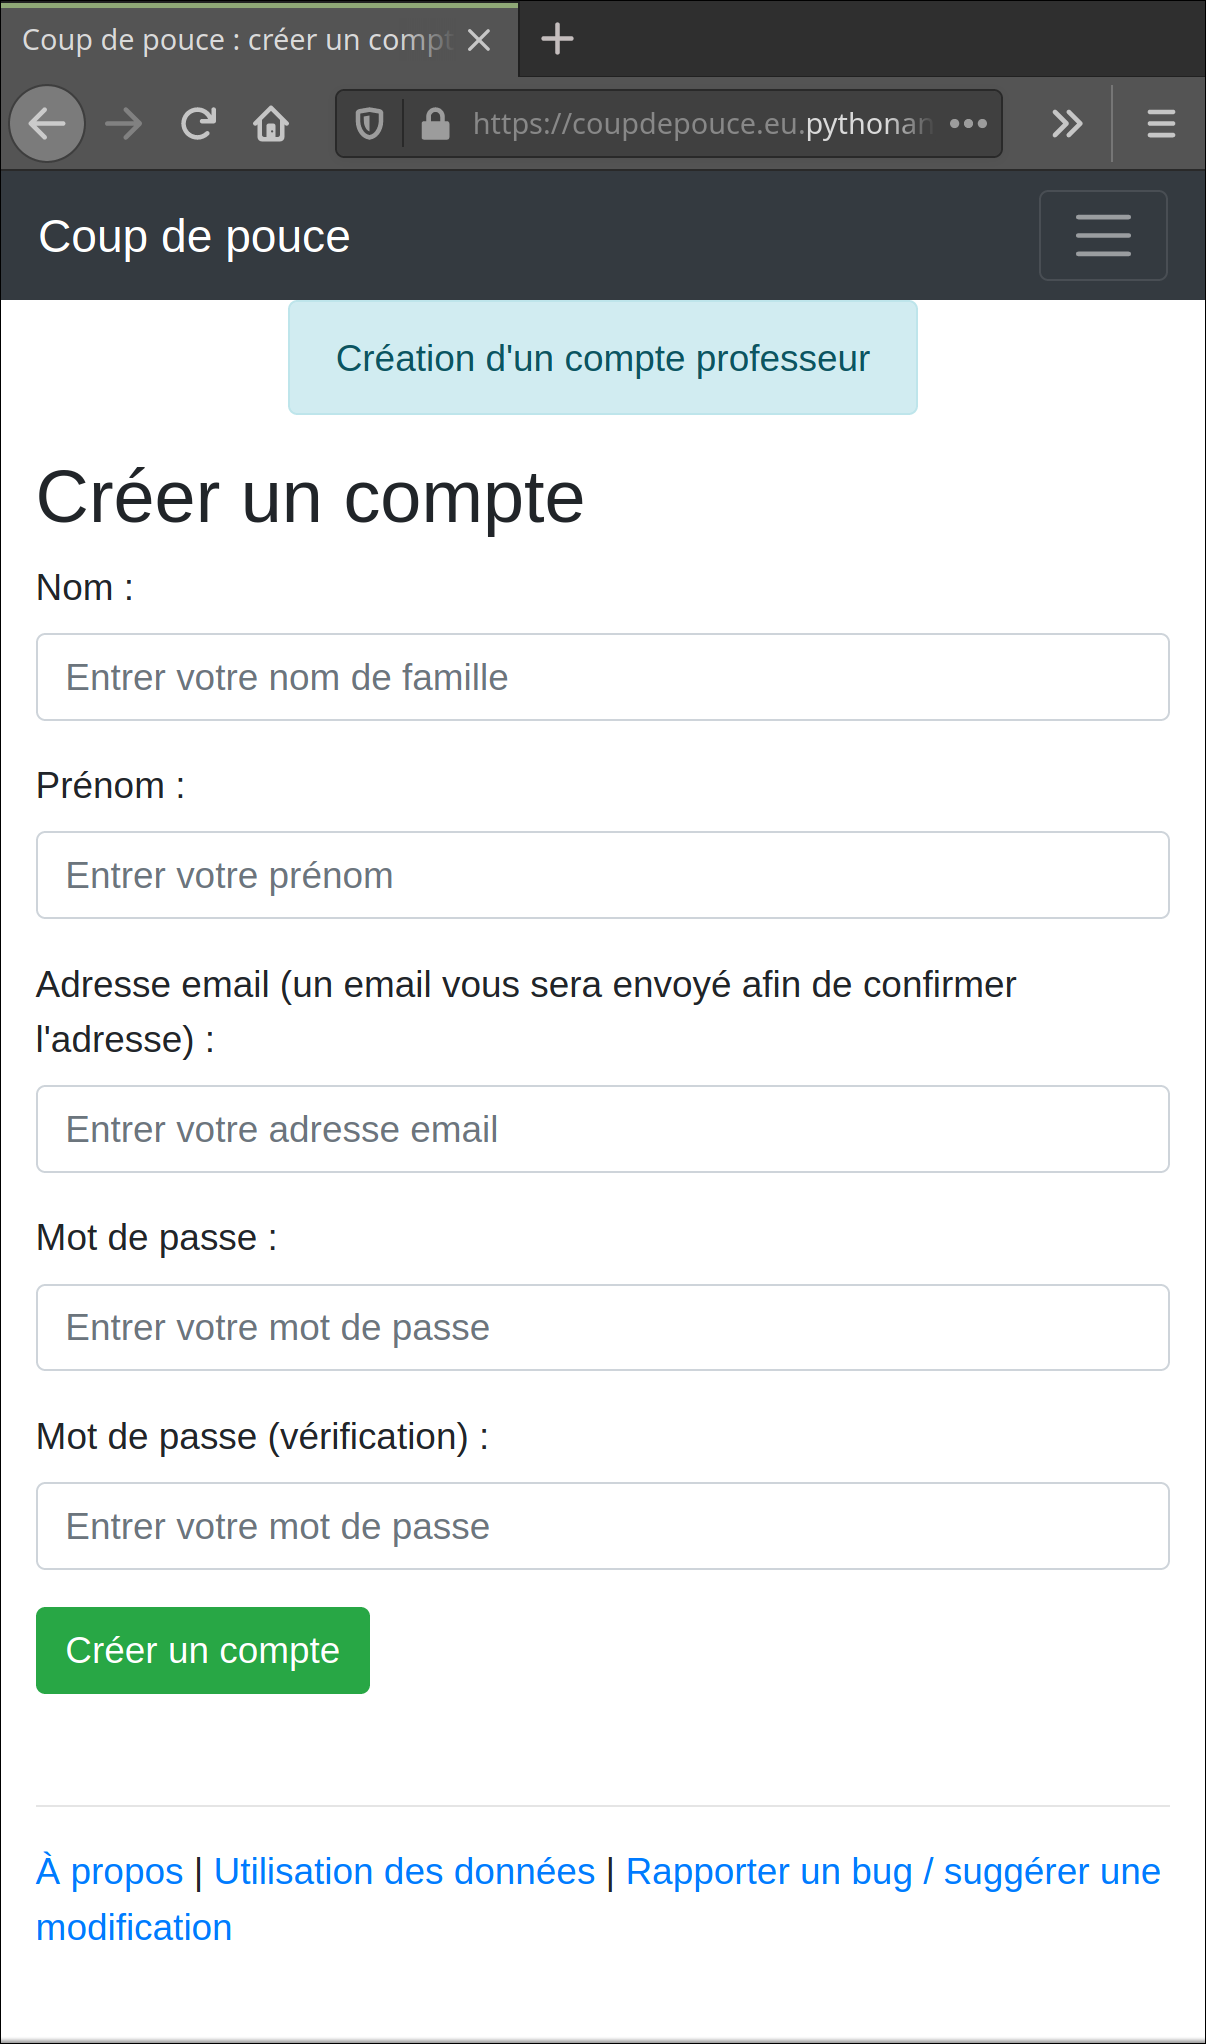 Coup de pouce : créer un compt
https://coupdepouce.eu.pythonan
Coup de pouce
Création d'un compte professeur
Créer un compte
Nom :
Entrer votre nom de famille
Prénom :
Entrer votre prénom
Adresse email (un email vous sera envoyé afin de confirmer
l'adresse) :
Entrer votre adresse email
Mot de passe :
Entrer votre mot de passe
Mot de passe (vérification) :
Entrer votre mot de passe
Créer un compte
À propos | Utilisation des données | Rapporter un bug / suggérer une
modification